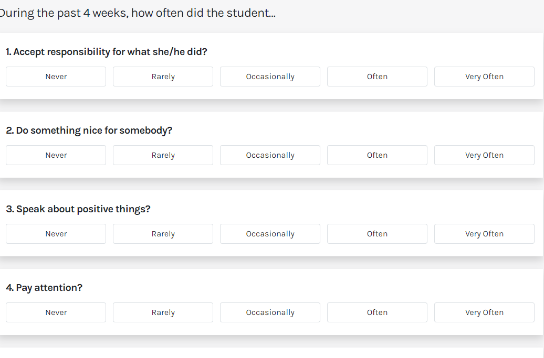 During the past 4 weeks, how often did the student...
1. Accept responsibility for what she/he did?
Never Rarely Occasionally Often Very Often
2. Do something nice for somebody?
Never Rarely Occasionally Often Very Often
3. Speak about positive things?
Never Rarely Occasionally Often Very Often
4. Pay attention?
Never Rarely Occasionally Often Very Often